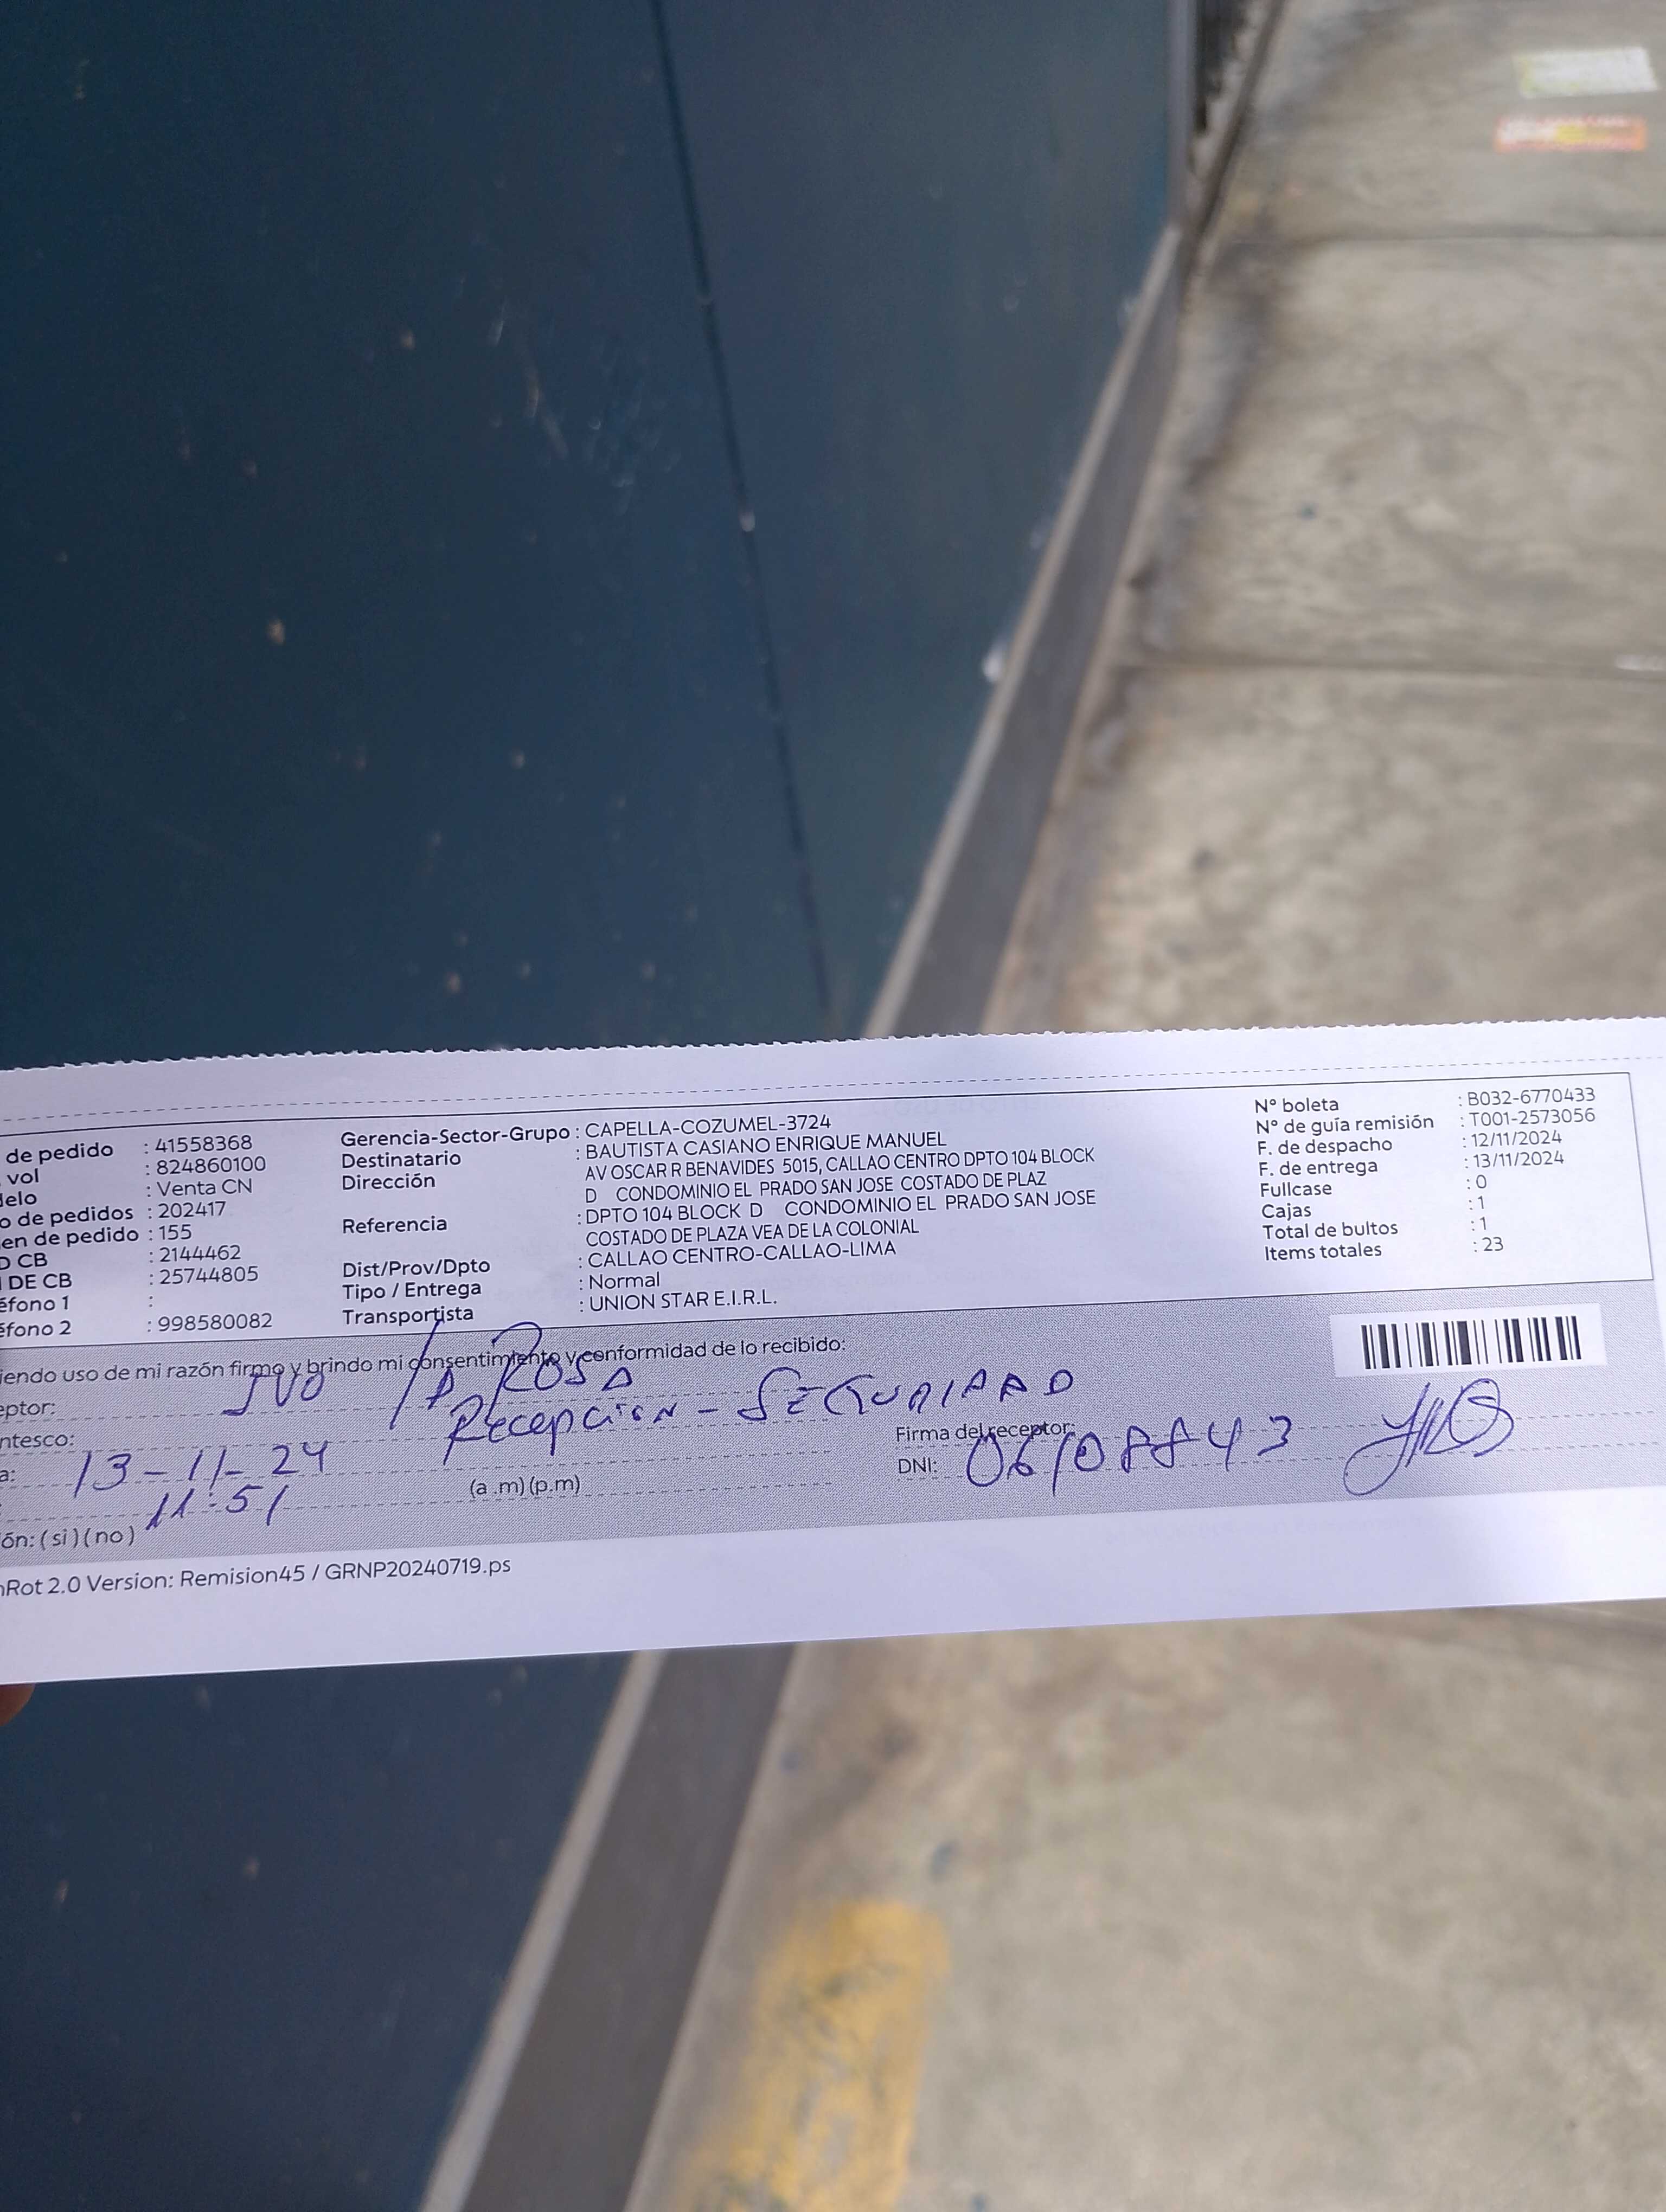 de pedido : 41558368
vol : 824860100
delo : Venta CN
o de pedidos : 202417
en de pedido : 155
D CB : 2144462
I DE CB : 25744805
éfono 1 :
éfono 2 : 998580082
Gerencia-Sector-Grupo : CAPELLA-COZUMEL-3724
Destinatario : BAUTISTA CASIANO ENRIQUE MANUEL
Dirección AV OSCAR R BENAVIDES 5015, CALLAO CENTRO DPTO 104 BLOCK
D CONDOMINIO EL PRADO SAN JOSE COSTADO DE PLAZ
Referencia : DPTO 104 BLOCK D CONDOMINIO EL PRADO SAN JOSE
COSTADO DE PLAZA VEA DE LA COLONIAL
Dist/Prov/Dpto : CALLAO CENTRO-CALLAO-LIMA
Tipo / Entrega : Normal
Transportista : UNION STAR E.I.R.L.
N° boleta : B032-6770433
N° de guía remisión : T001-2573056
F. de despacho : 12/11/2024
F. de entrega : 13/11/2024
Fullcase : 0
Cajas : 1
Total de bultos : 1
Items totales : 23
iendo uso de mi razón firmo y brindo mi consentimiento y conformidad de lo recibido:
eptor: IVO ROSA
ntesco: RECEPCION - SEGURIDAD
Firma del receptor:
a: 13-11-24
DNI: 06108843
11:51 (a .m) (p.m)
ón: ( si ) ( no )
nRot 2.0 Version: Remision45 / GRNP20240719.ps